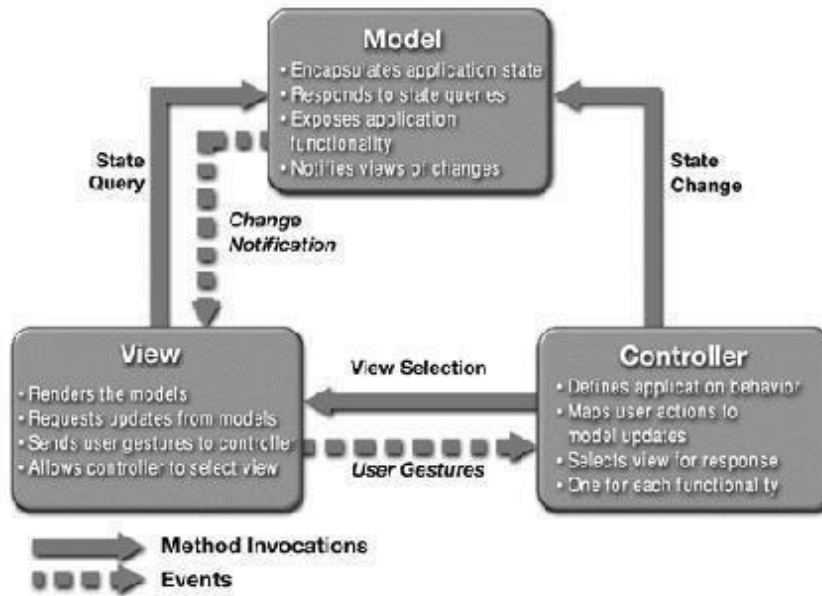 Model
• Encapsulates application state
• Responds to state queries
• Exposes application
functionality
• Notifies views of changes
State
Query
State
Change
Change
Notification
View
• Renders the models
• Requests updates from models
• Sends user gestures to controller
• Allows controller to select view
View Selection
User Gestures
Controller
• Defines application behavior
• Maps user actions to
model updates
• Selects view for response
• One for each functionality
Method Invocations
Events